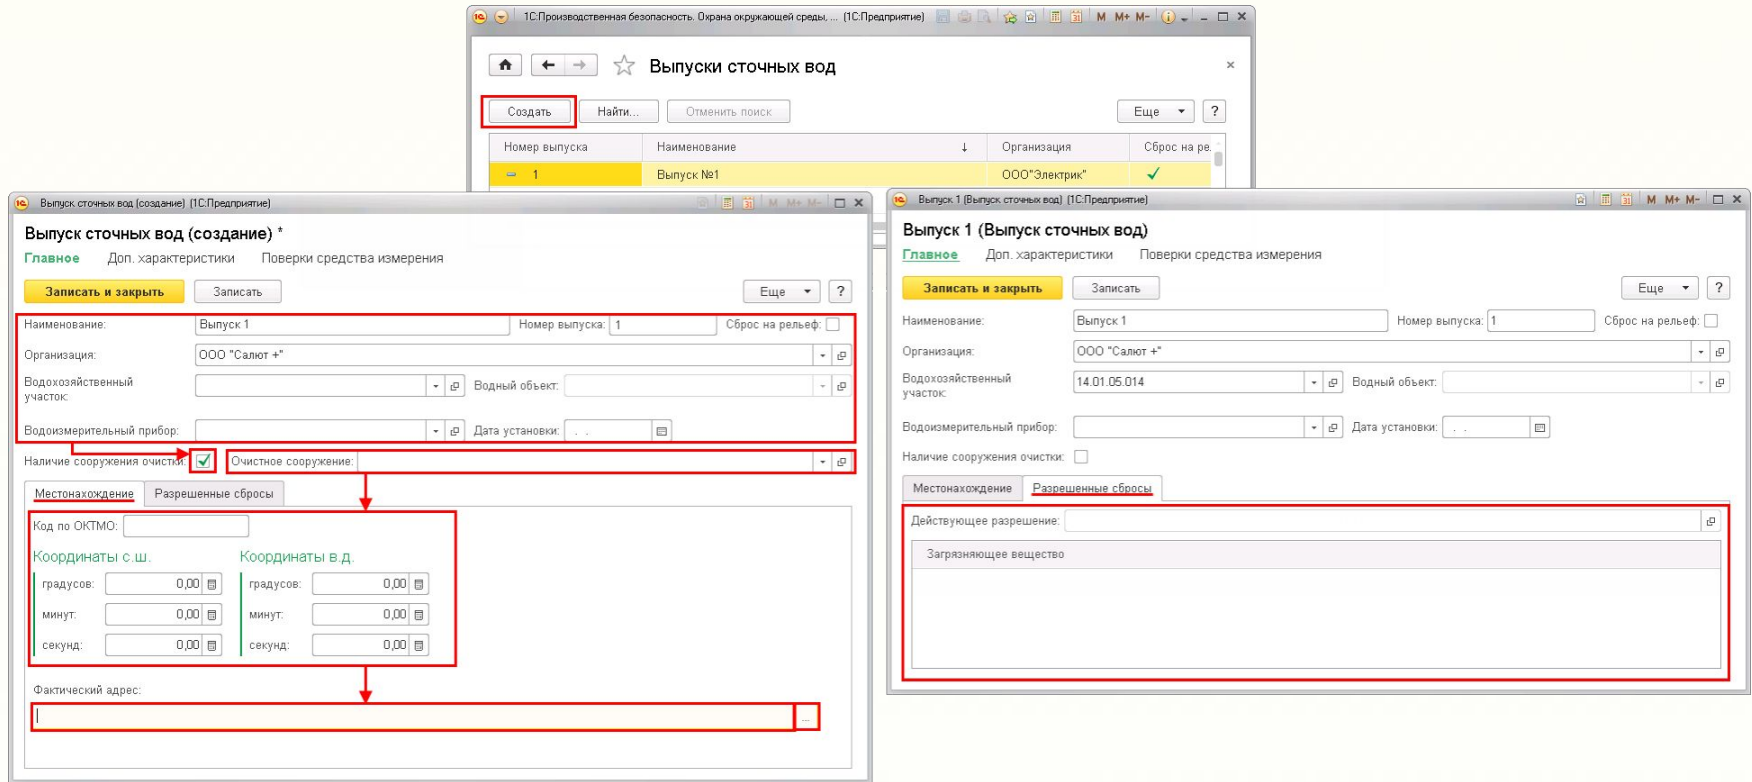 1С:Производственная безопасность. Охрана окружающей среды, ... (1С:Предприятие) M M+ M-
Выпуски сточных вод
Создать Найти... Отменить поиск Еще ?
Номер выпуска Наименование ↓ Организация Сброс на ре.
1 Выпуск №1 ООО"Электрик"
Выпуск сточных вод (создание) (1С:Предприятие) M M+ M-
Выпуск сточных вод (создание) *
Главное Доп. характеристики Поверки средства измерения
Записать и закрыть Записать Еще ?
Наименование: Выпуск 1 Номер выпуска: 1 Сброс на рельеф:
Организация: ООО "Салют +"
Водохозяйственный
участок: Водный объект:
Водоизмерительный прибор: Дата установки: . .
Наличие сооружения очистки: Очистное сооружение:
Местонахождение Разрешенные сбросы
Код по ОКТМО:
Координаты с.ш. Координаты в.д.
градусов: 0,00 градусов: 0,00
минут: 0,00 минут: 0,00
секунд: 0,00 секунд: 0,00
Фактический адрес:
...
Выпуск 1 (Выпуск сточных вод) (1С:Предприятие) M M+ M-
Выпуск 1 (Выпуск сточных вод)
Главное Доп. характеристики Поверки средства измерения
Записать и закрыть Записать Еще ?
Наименование: Выпуск 1 Номер выпуска: 1 Сброс на рельеф:
Организация: ООО "Салют +"
Водохозяйственный
участок: 14.01.05.014 Водный объект:
Водоизмерительный прибор: Дата установки: . .
Наличие сооружения очистки:
Местонахождение Разрешенные сбросы
Действующее разрешение:
Загрязняющее вещество